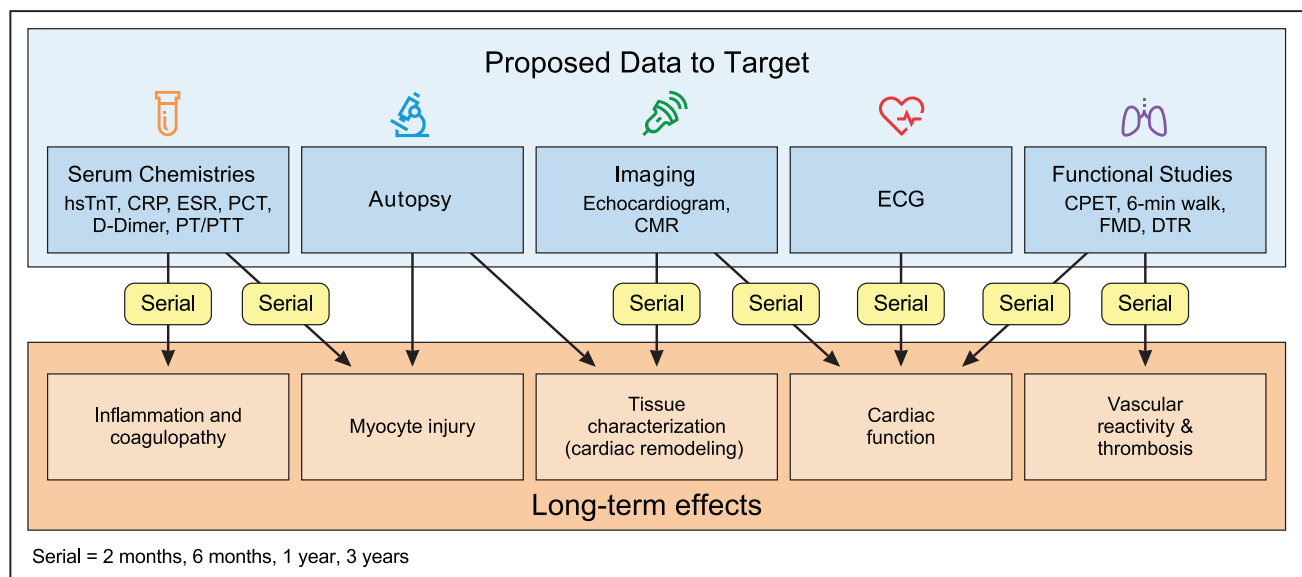 Proposed Data to Target
Serum Chemistries
hsTnT, CRP, ESR, PCT,
D-Dimer, PT/PTT
Autopsy
Imaging
Echocardiogram,
CMR
ECG
Functional Studies
CPET, 6-min walk,
FMD, DTR
Serial
Serial
Serial
Serial
Serial
Serial
Serial
Inflammation and
coagulopathy
Myocyte injury
Tissue
characterization
(cardiac remodeling)
Cardiac
function
Vascular
reactivity &
thrombosis
Long-term effects
Serial = 2 months, 6 months, 1 year, 3 years